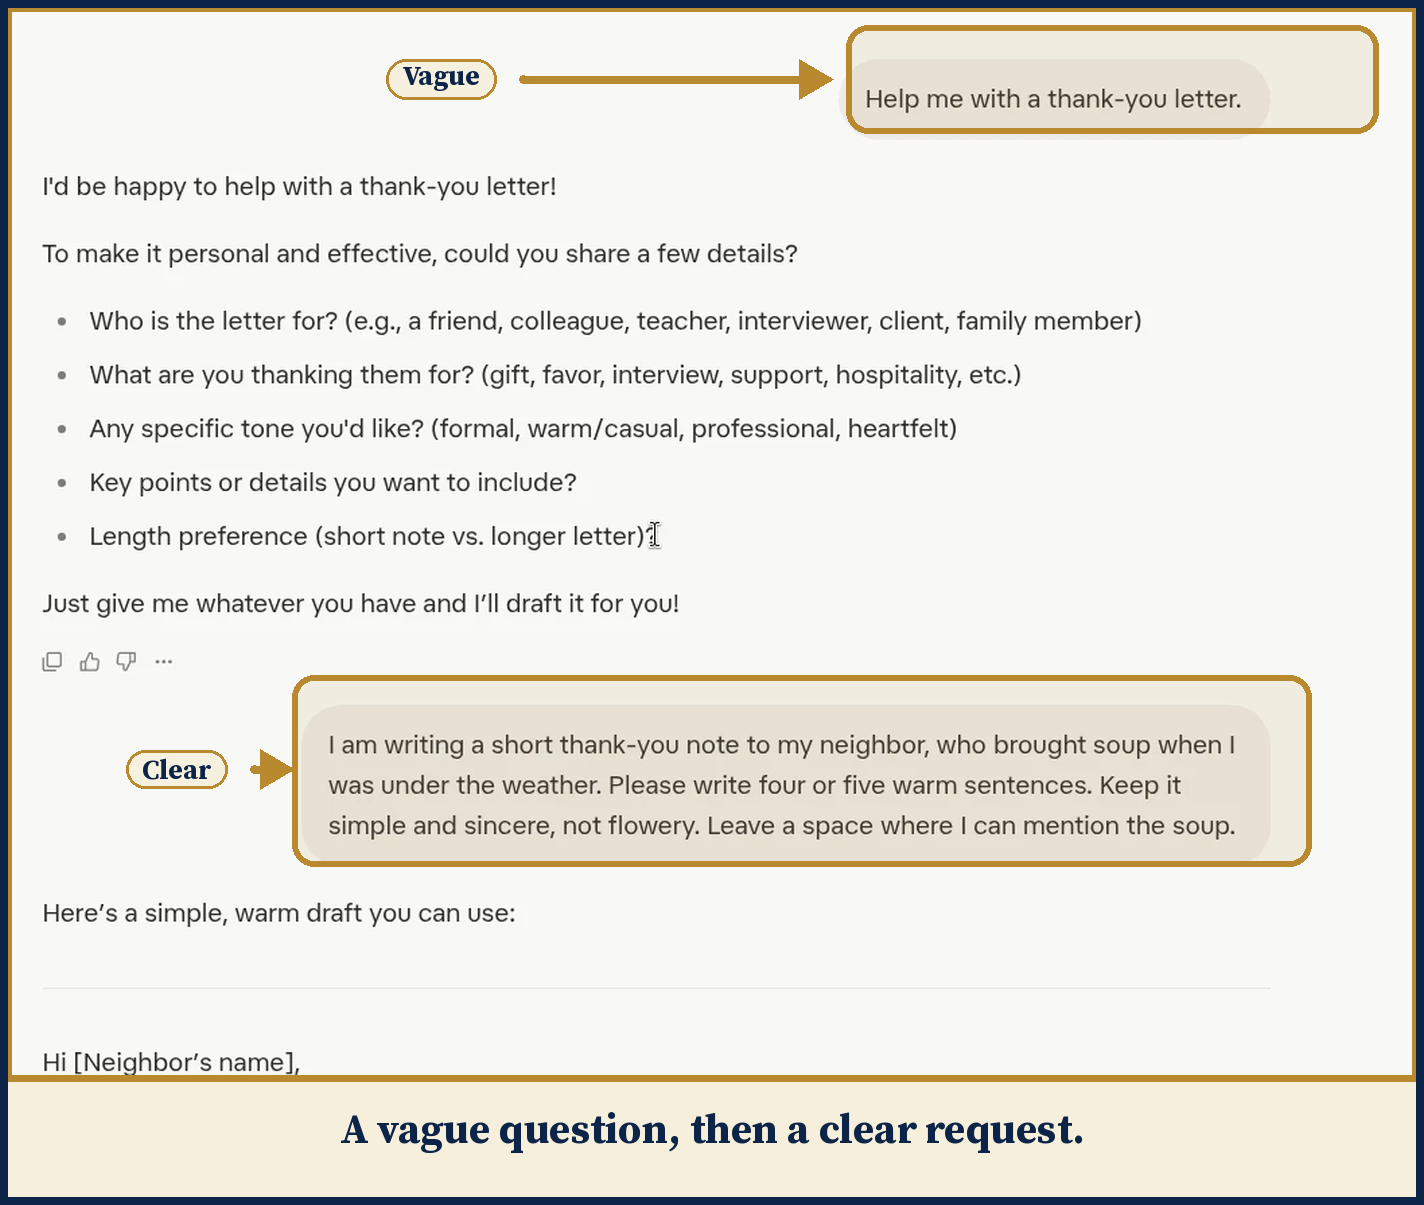 Vague
Help me with a thank-you letter.
I'd be happy to help with a thank-you letter!
To make it personal and effective, could you share a few details?
• Who is the letter for? (e.g., a friend, colleague, teacher, interviewer, client, family member)
• What are you thanking them for? (gift, favor, interview, support, hospitality, etc.)
• Any specific tone you'd like? (formal, warm/casual, professional, heartfelt)
• Key points or details you want to include?
• Length preference (short note vs. longer letter)?
Just give me whatever you have and I’ll draft it for you!
Clear
I am writing a short thank-you note to my neighbor, who brought soup when I
was under the weather. Please write four or five warm sentences. Keep it
simple and sincere, not flowery. Leave a space where I can mention the soup.
Here’s a simple, warm draft you can use:
Hi [Neighbor’s name],
A vague question, then a clear request.